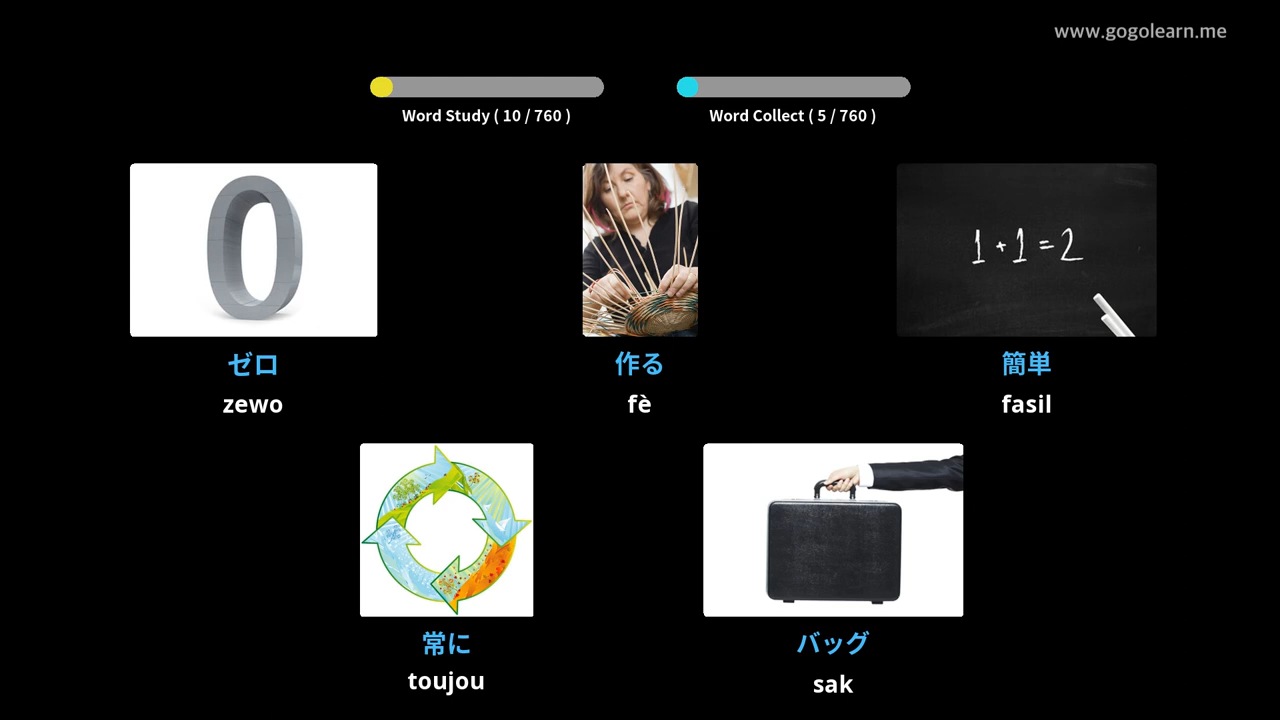 www.gogolearn.me
Word Study ( 10 / 760 )
Word Collect ( 5 / 760 )
1 + 1 = 2
ゼロ
zewo
作る
fè
簡単
fasil
常に
toujou
バッグ
sak